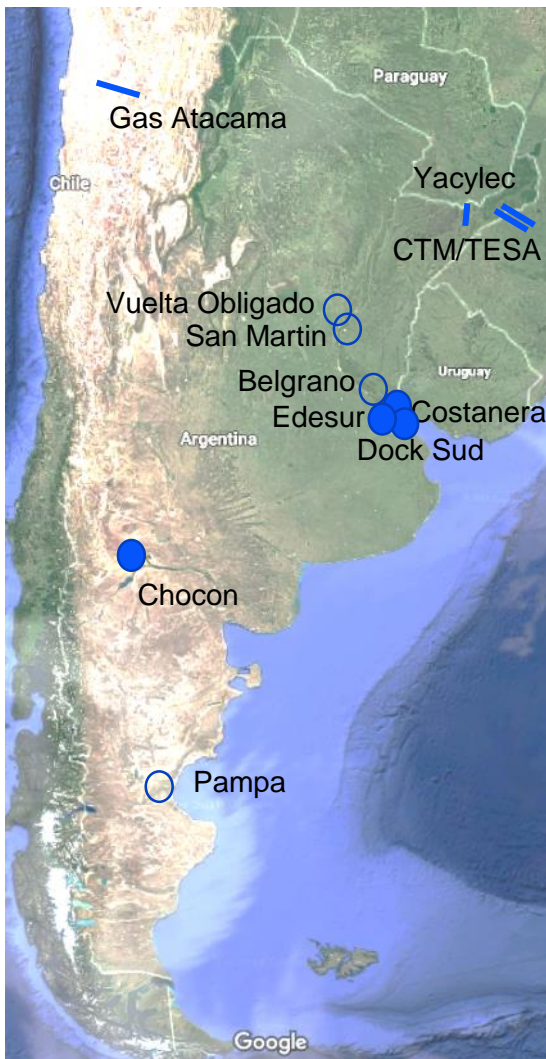 Paraguay
Gas Atacama
Chile
Yacylec
CTM/TESA
Vuelta Obligado
San Martin
Uruguay
Belgrano
Edesur
Costanera
Argentina
Dock Sud
Chocon
Pampa
Google